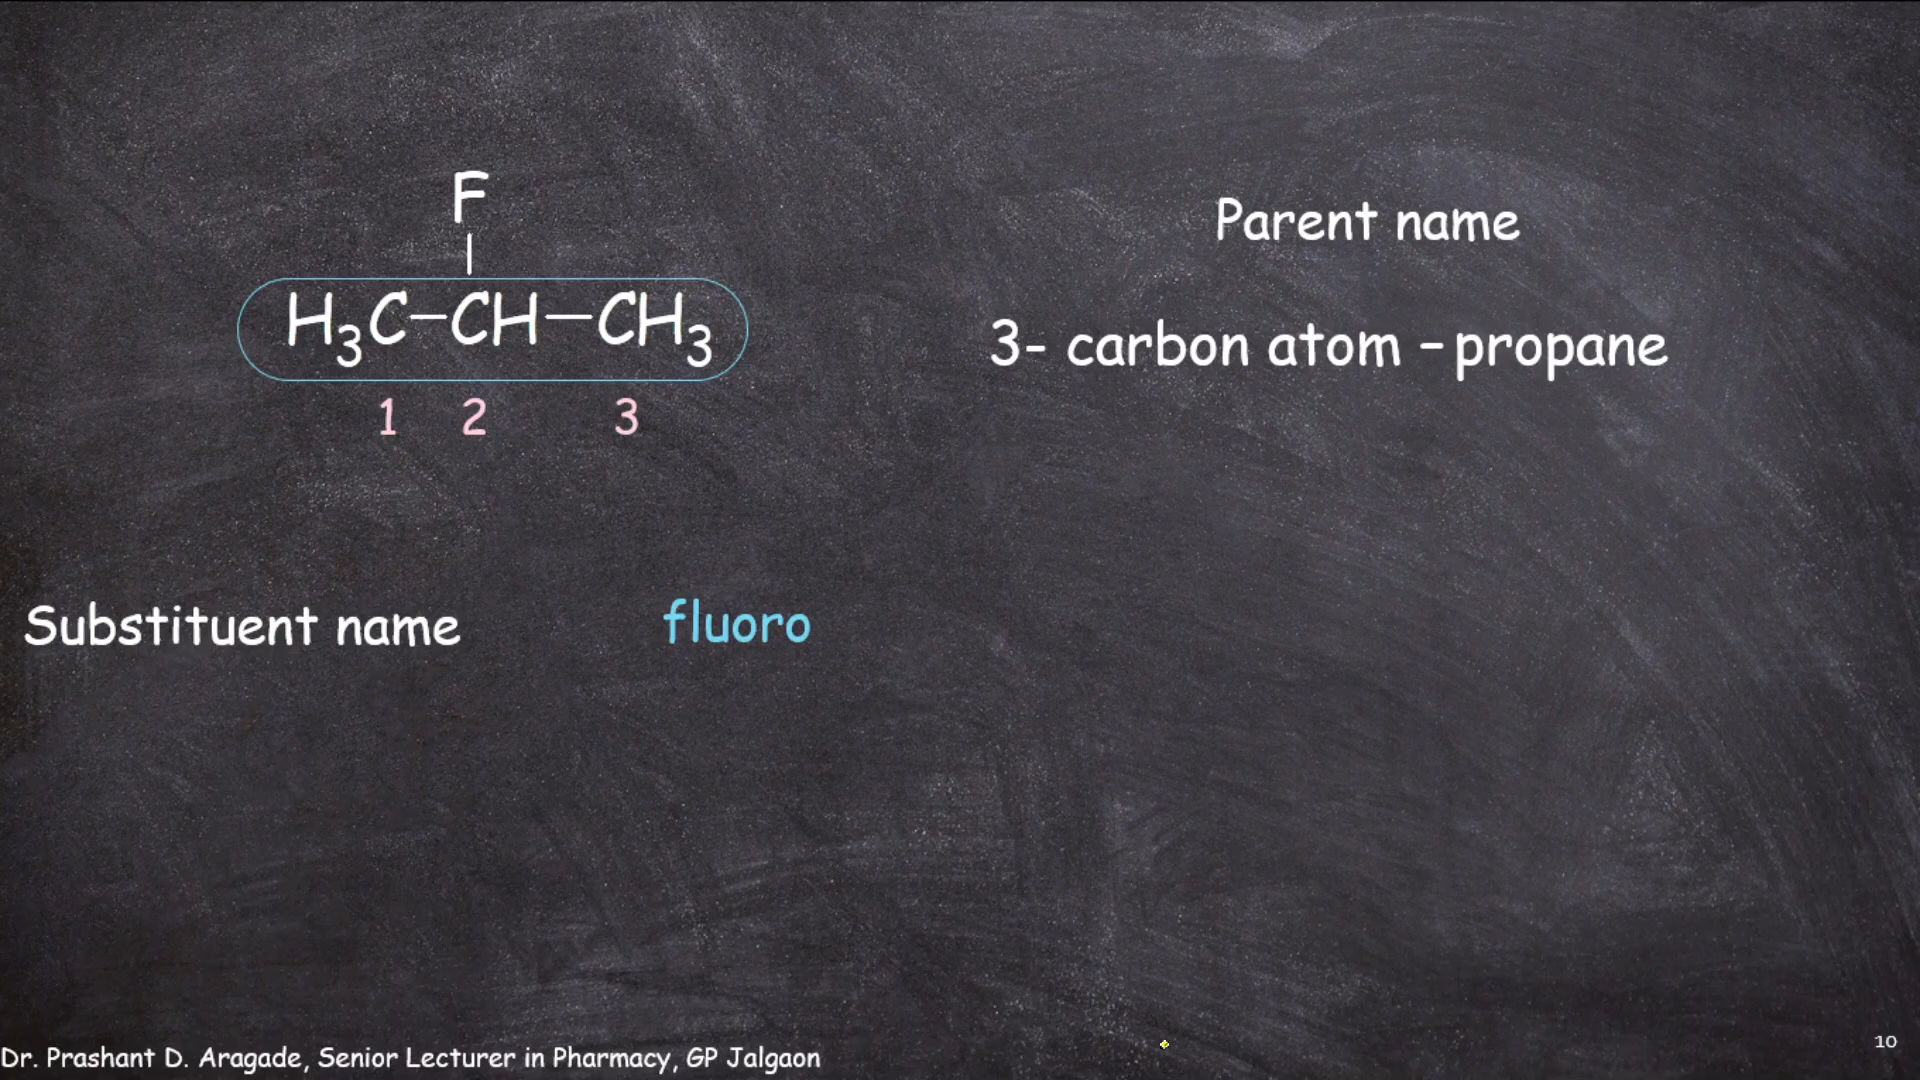 F
H₃C–CH–CH₃
1 2 3
Parent name
3- carbon atom – propane
Substituent name fluoro
Dr. Prashant D. Aragade, Senior Lecturer in Pharmacy, GP Jalgaon
10